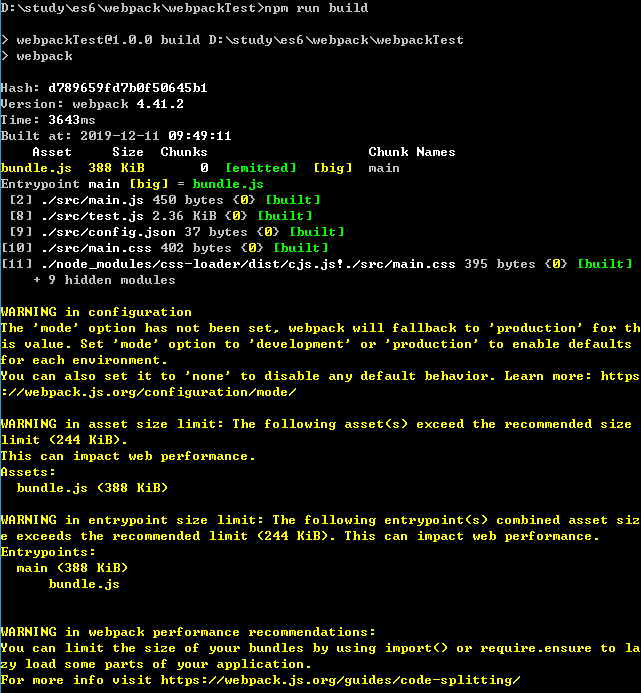 D:\study\es6\webpack\webpackTest>npm run build
> webpackTest@1.0.0 build D:\study\es6\webpack\webpackTest
> webpack
Hash: d789659fd7b0f50645b1
Version: webpack 4.41.2
Time: 3643ms
Built at: 2019-12-11 09:49:11
    Asset     Size  Chunks                    Chunk Names
bundle.js  388 KiB       0  [emitted]  [big]  main
Entrypoint main [big] = bundle.js
 [2] ./src/main.js 450 bytes {0} [built]
 [8] ./src/test.js 2.36 KiB {0} [built]
 [9] ./src/config.json 37 bytes {0} [built]
[10] ./src/main.css 402 bytes {0} [built]
[11] ./node_modules/css-loader/dist/cjs.js!./src/main.css 395 bytes {0} [built]
    + 9 hidden modules
WARNING in configuration
The 'mode' option has not been set, webpack will fallback to 'production' for th
is value. Set 'mode' option to 'development' or 'production' to enable defaults
for each environment.
You can also set it to 'none' to disable any default behavior. Learn more: https
://webpack.js.org/configuration/mode/
WARNING in asset size limit: The following asset(s) exceed the recommended size
limit (244 KiB).
This can impact web performance.
Assets:
  bundle.js (388 KiB)
WARNING in entrypoint size limit: The following entrypoint(s) combined asset siz
e exceeds the recommended limit (244 KiB). This can impact web performance.
Entrypoints:
  main (388 KiB)
      bundle.js
WARNING in webpack performance recommendations:
You can limit the size of your bundles by using import() or require.ensure to la
zy load some parts of your application.
For more info visit https://webpack.js.org/guides/code-splitting/